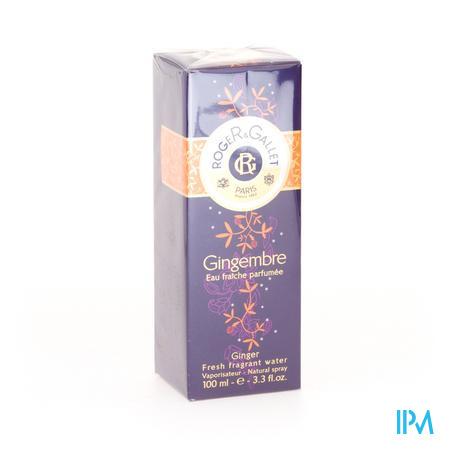 ROGER & GALLET
RG
PARIS
Gingembre
Eau fraîche parfumée
Ginger
Fresh fragrant water
Vaporisateur - Natural spray
100 ml - e - 3.3 fl.oz.
IPM